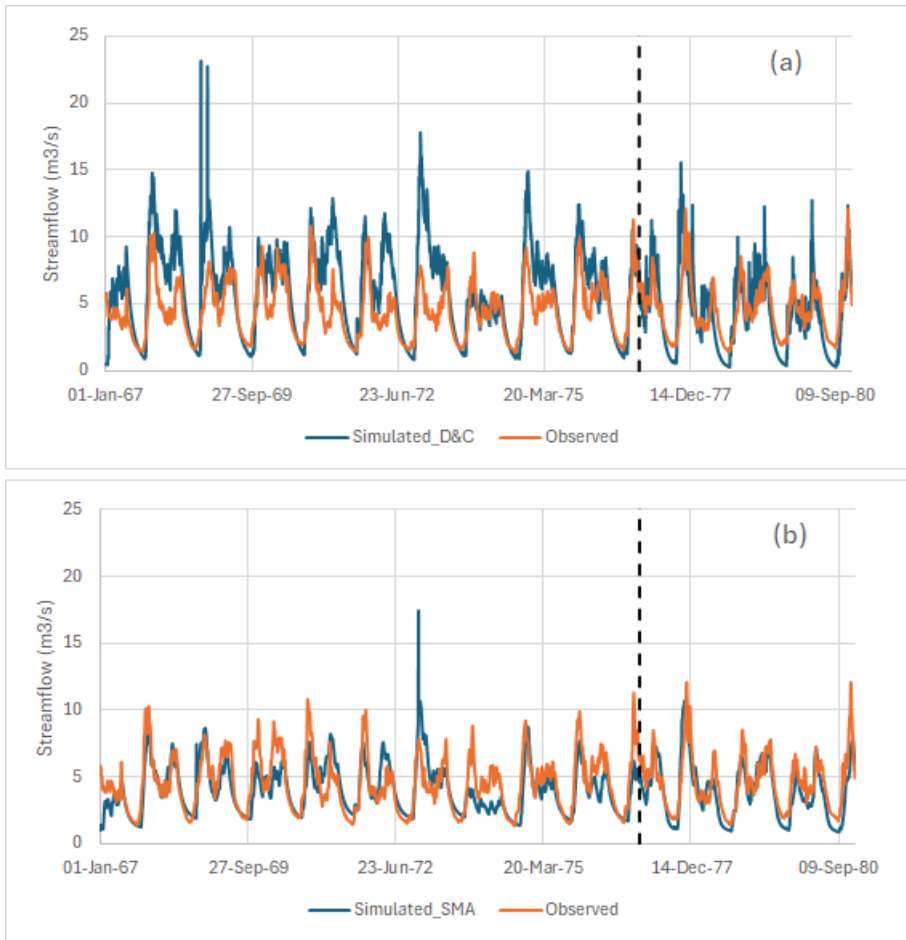 25
(a)
20
15
10
5
0
Streamflow (m3/s)
01-Jan-67 27-Sep-69 23-Jun-72 20-Mar-75 14-Dec-77 09-Sep-80
Simulated_D&C Observed
25
(b)
20
15
10
5
0
Streamflow (m3/s)
01-Jan-67 27-Sep-69 23-Jun-72 20-Mar-75 14-Dec-77 09-Sep-80
Simulated_SMA Observed